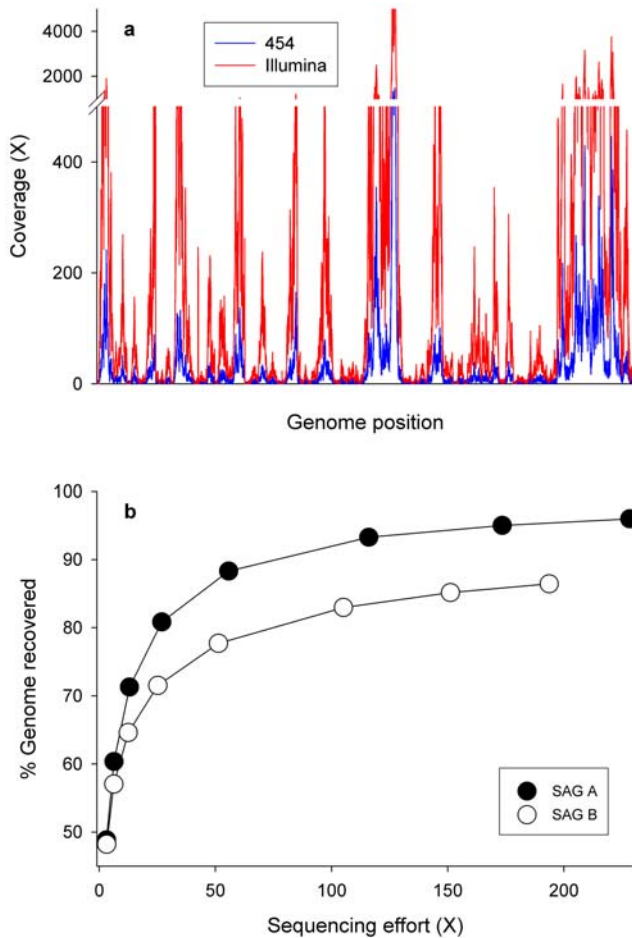 a
454
Illumina
4000
2000
400
200
0
Coverage (X)
Genome position
b
100
90
80
70
60
50
% Genome recovered
SAG A
SAG B
0 50 100 150 200
Sequencing effort (X)